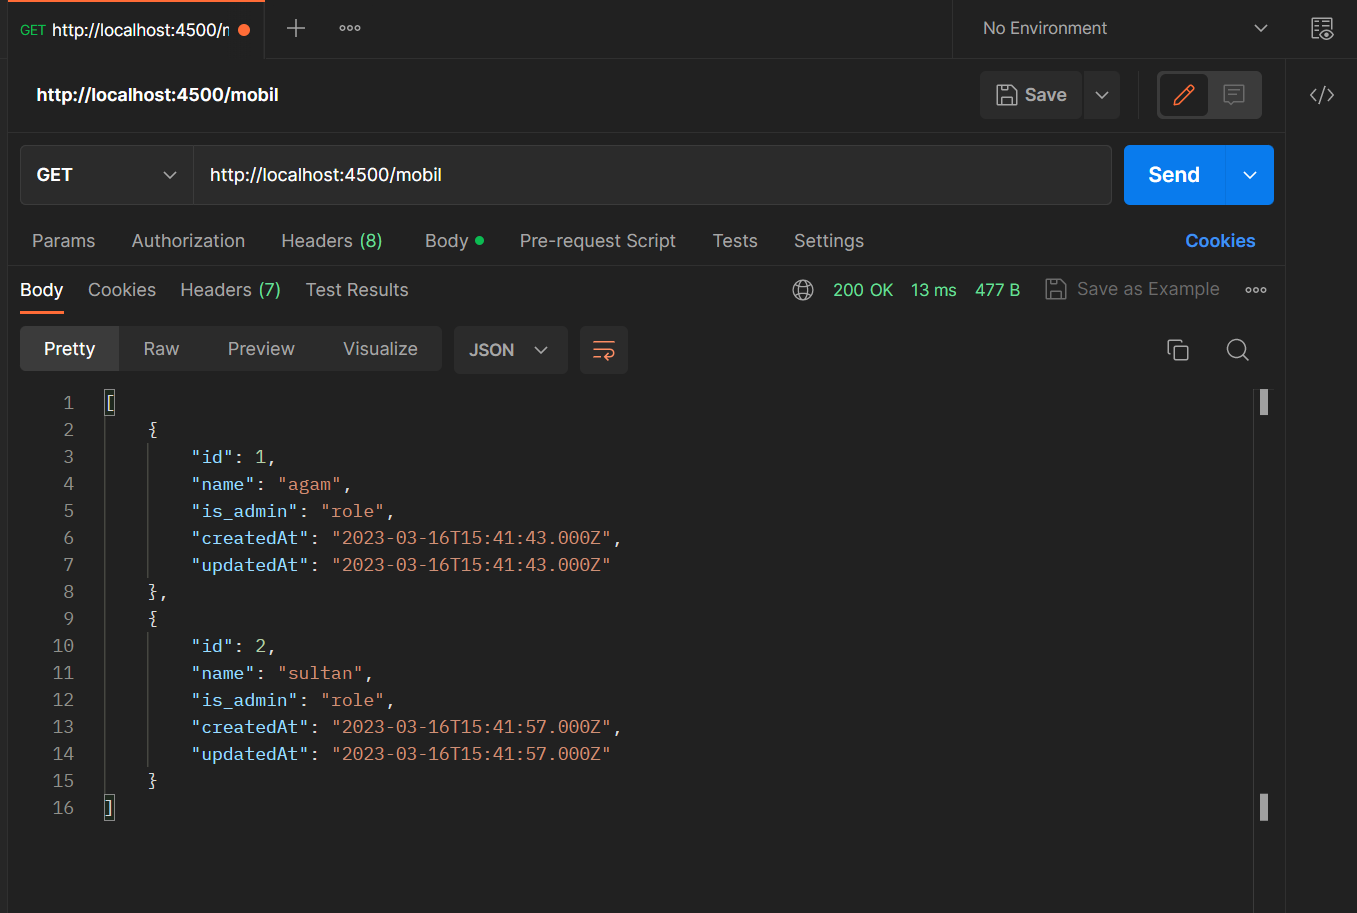 GET http://localhost:4500/n
No Environment
http://localhost:4500/mobil
Save
GET http://localhost:4500/mobil Send
Params Authorization Headers (8) Body Pre-request Script Tests Settings Cookies
Body Cookies Headers (7) Test Results 200 OK 13 ms 477 B Save as Example
Pretty Raw Preview Visualize JSON
1 [
2 {
3 "id": 1,
4 "name": "agam",
5 "is_admin": "role",
6 "createdAt": "2023-03-16T15:41:43.000Z",
7 "updatedAt": "2023-03-16T15:41:43.000Z"
8 },
9 {
10 "id": 2,
11 "name": "sultan",
12 "is_admin": "role",
13 "createdAt": "2023-03-16T15:41:57.000Z",
14 "updatedAt": "2023-03-16T15:41:57.000Z"
15 }
16 ]